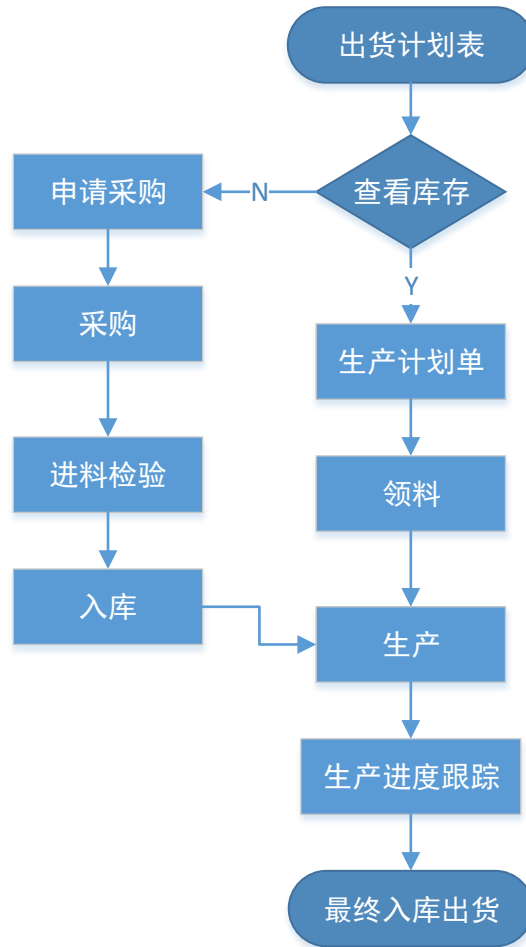 出货计划表
查看库存
N
申请采购
采购
进料检验
入库
Y
生产计划单
领料
生产
生产进度跟踪
最终入库出货